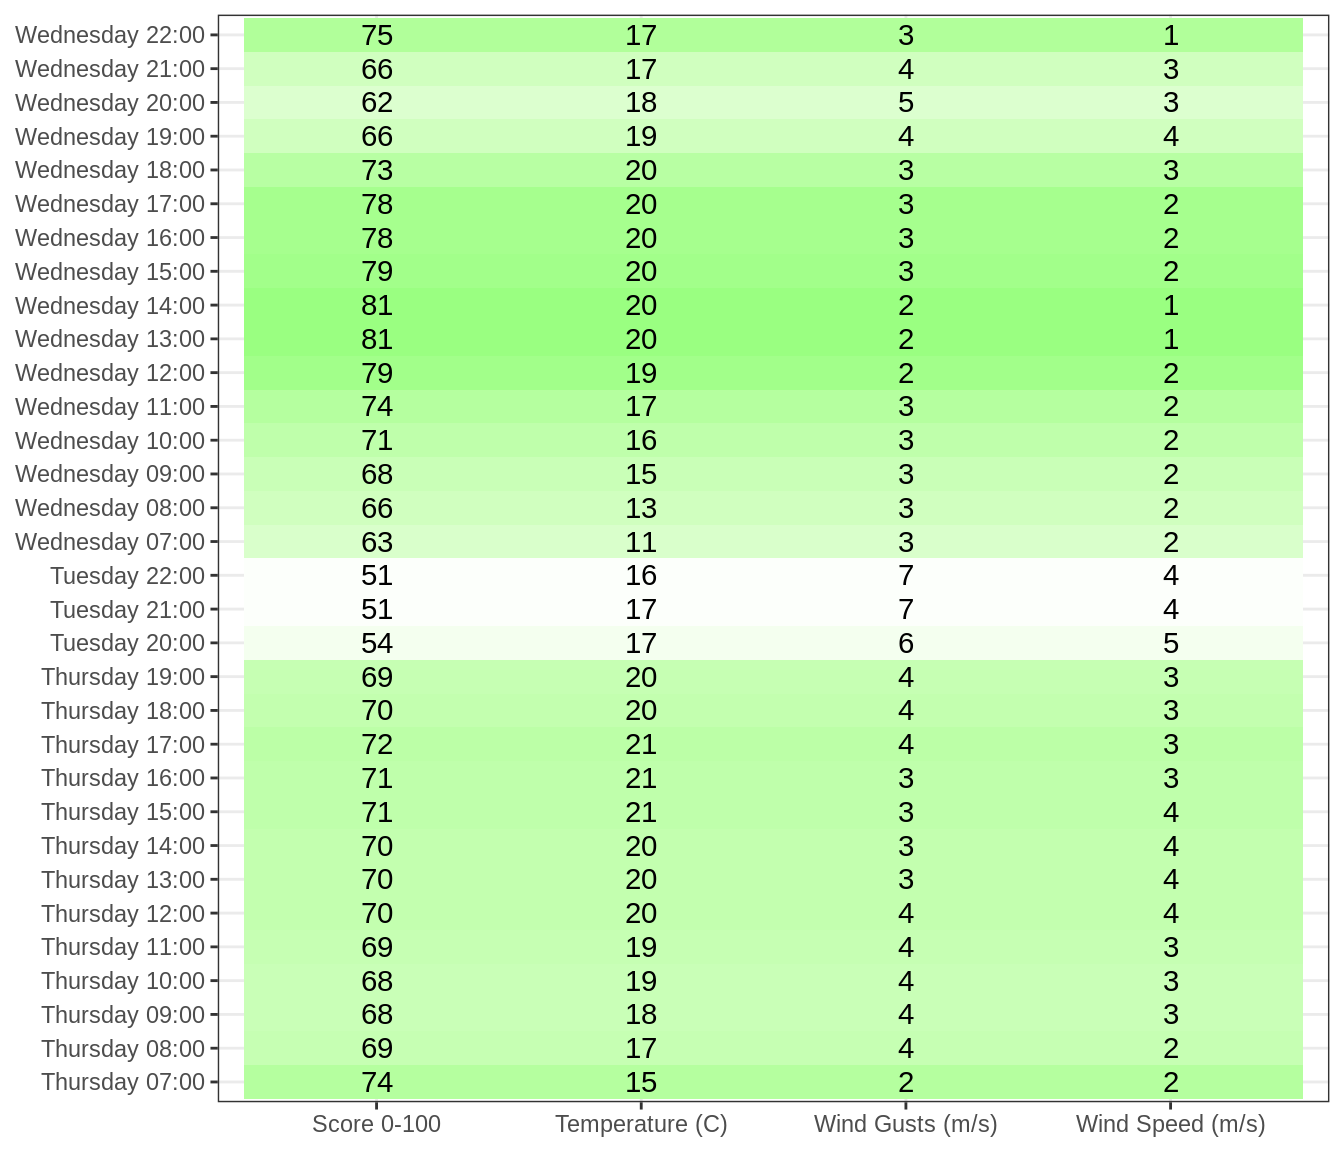 Wednesday 22:00 75 17 3 1
Wednesday 21:00 66 17 4 3
Wednesday 20:00 62 18 5 3
Wednesday 19:00 66 19 4 4
Wednesday 18:00 73 20 3 3
Wednesday 17:00 78 20 3 2
Wednesday 16:00 78 20 3 2
Wednesday 15:00 79 20 3 2
Wednesday 14:00 81 20 2 1
Wednesday 13:00 81 20 2 1
Wednesday 12:00 79 19 2 2
Wednesday 11:00 74 17 3 2
Wednesday 10:00 71 16 3 2
Wednesday 09:00 68 15 3 2
Wednesday 08:00 66 13 3 2
Wednesday 07:00 63 11 3 2
Tuesday 22:00 51 16 7 4
Tuesday 21:00 51 17 7 4
Tuesday 20:00 54 17 6 5
Thursday 19:00 69 20 4 3
Thursday 18:00 70 20 4 3
Thursday 17:00 72 21 4 3
Thursday 16:00 71 21 3 3
Thursday 15:00 71 21 3 4
Thursday 14:00 70 20 3 4
Thursday 13:00 70 20 3 4
Thursday 12:00 70 20 4 4
Thursday 11:00 69 19 4 3
Thursday 10:00 68 19 4 3
Thursday 09:00 68 18 4 3
Thursday 08:00 69 17 4 2
Thursday 07:00 74 15 2 2
Score 0-100 Temperature (C) Wind Gusts (m/s) Wind Speed (m/s)